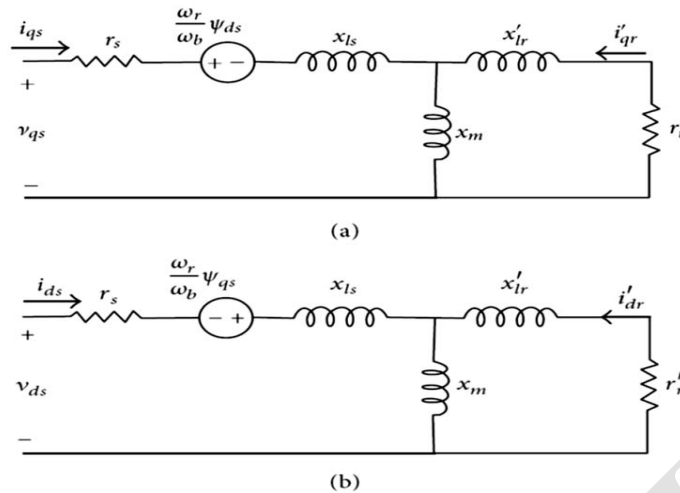 i_qs r_s ω_r/ω_b ψ_ds x_ls x′_lr i′_qr
+ + −
v_qs x_m
−
(a)
i_ds r_s ω_r/ω_b ψ_qs x_ls x′_lr i′_dr
+ − +
v_ds x_m r′_r
−
(b)